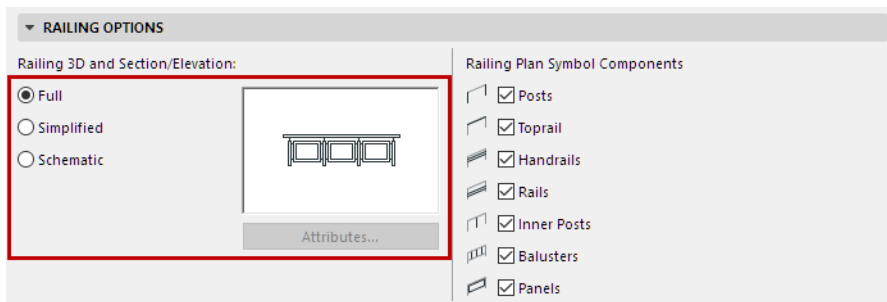 RAILING OPTIONS
Railing 3D and Section/Elevation:
Full
Simplified
Schematic
Attributes...
Railing Plan Symbol Components
Posts
Toprail
Handrails
Rails
Inner Posts
Balusters
Panels